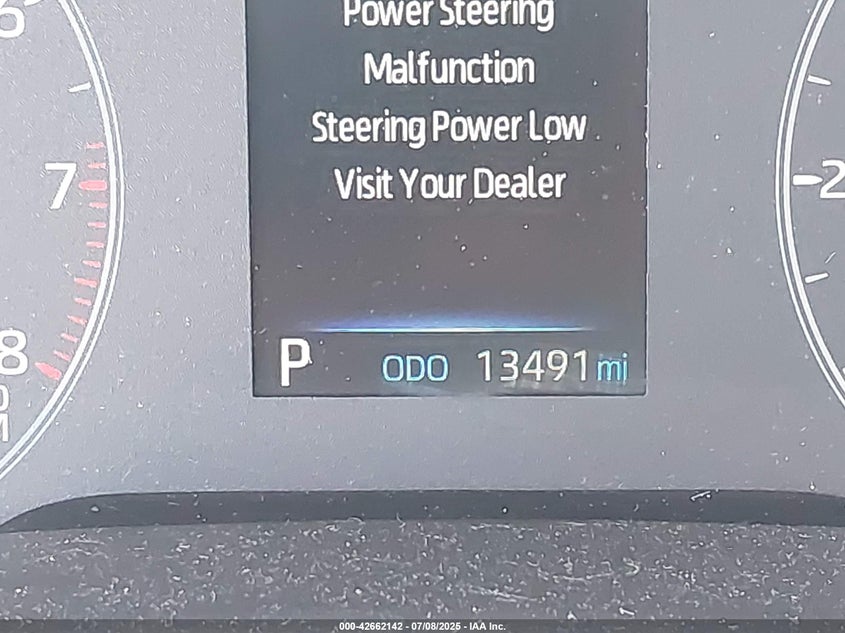 Power Steering
Malfunction
Steering Power Low
Visit Your Dealer
7
8
2
P ODO 13491 mi
000-42662142 - 07/08/2025 - IAA Inc.